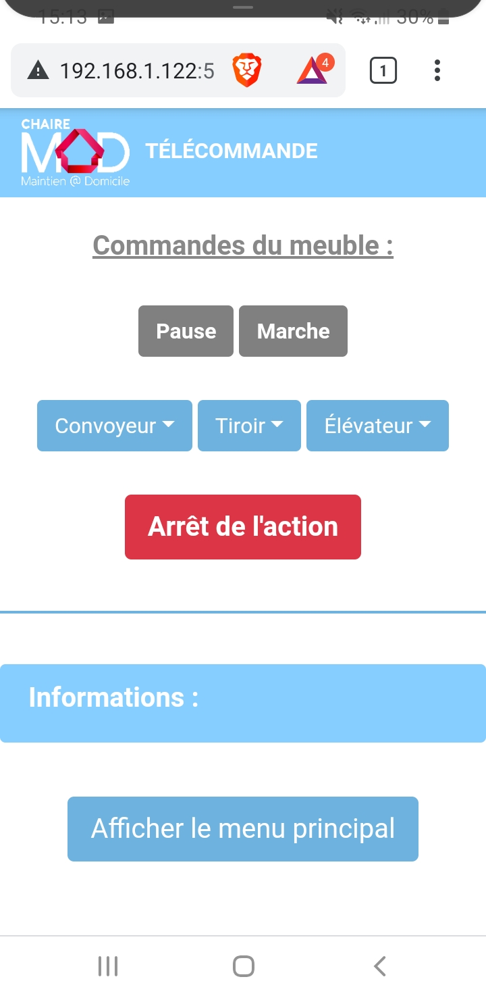 15:13 30%
192.168.1.122:5 4 1
CHAIRE
MAD
Maintien @ Domicile
TÉLÉCOMMANDE
Commandes du meuble :
Pause Marche
Convoyeur Tiroir Élévateur
Arrêt de l'action
Informations :
Afficher le menu principal